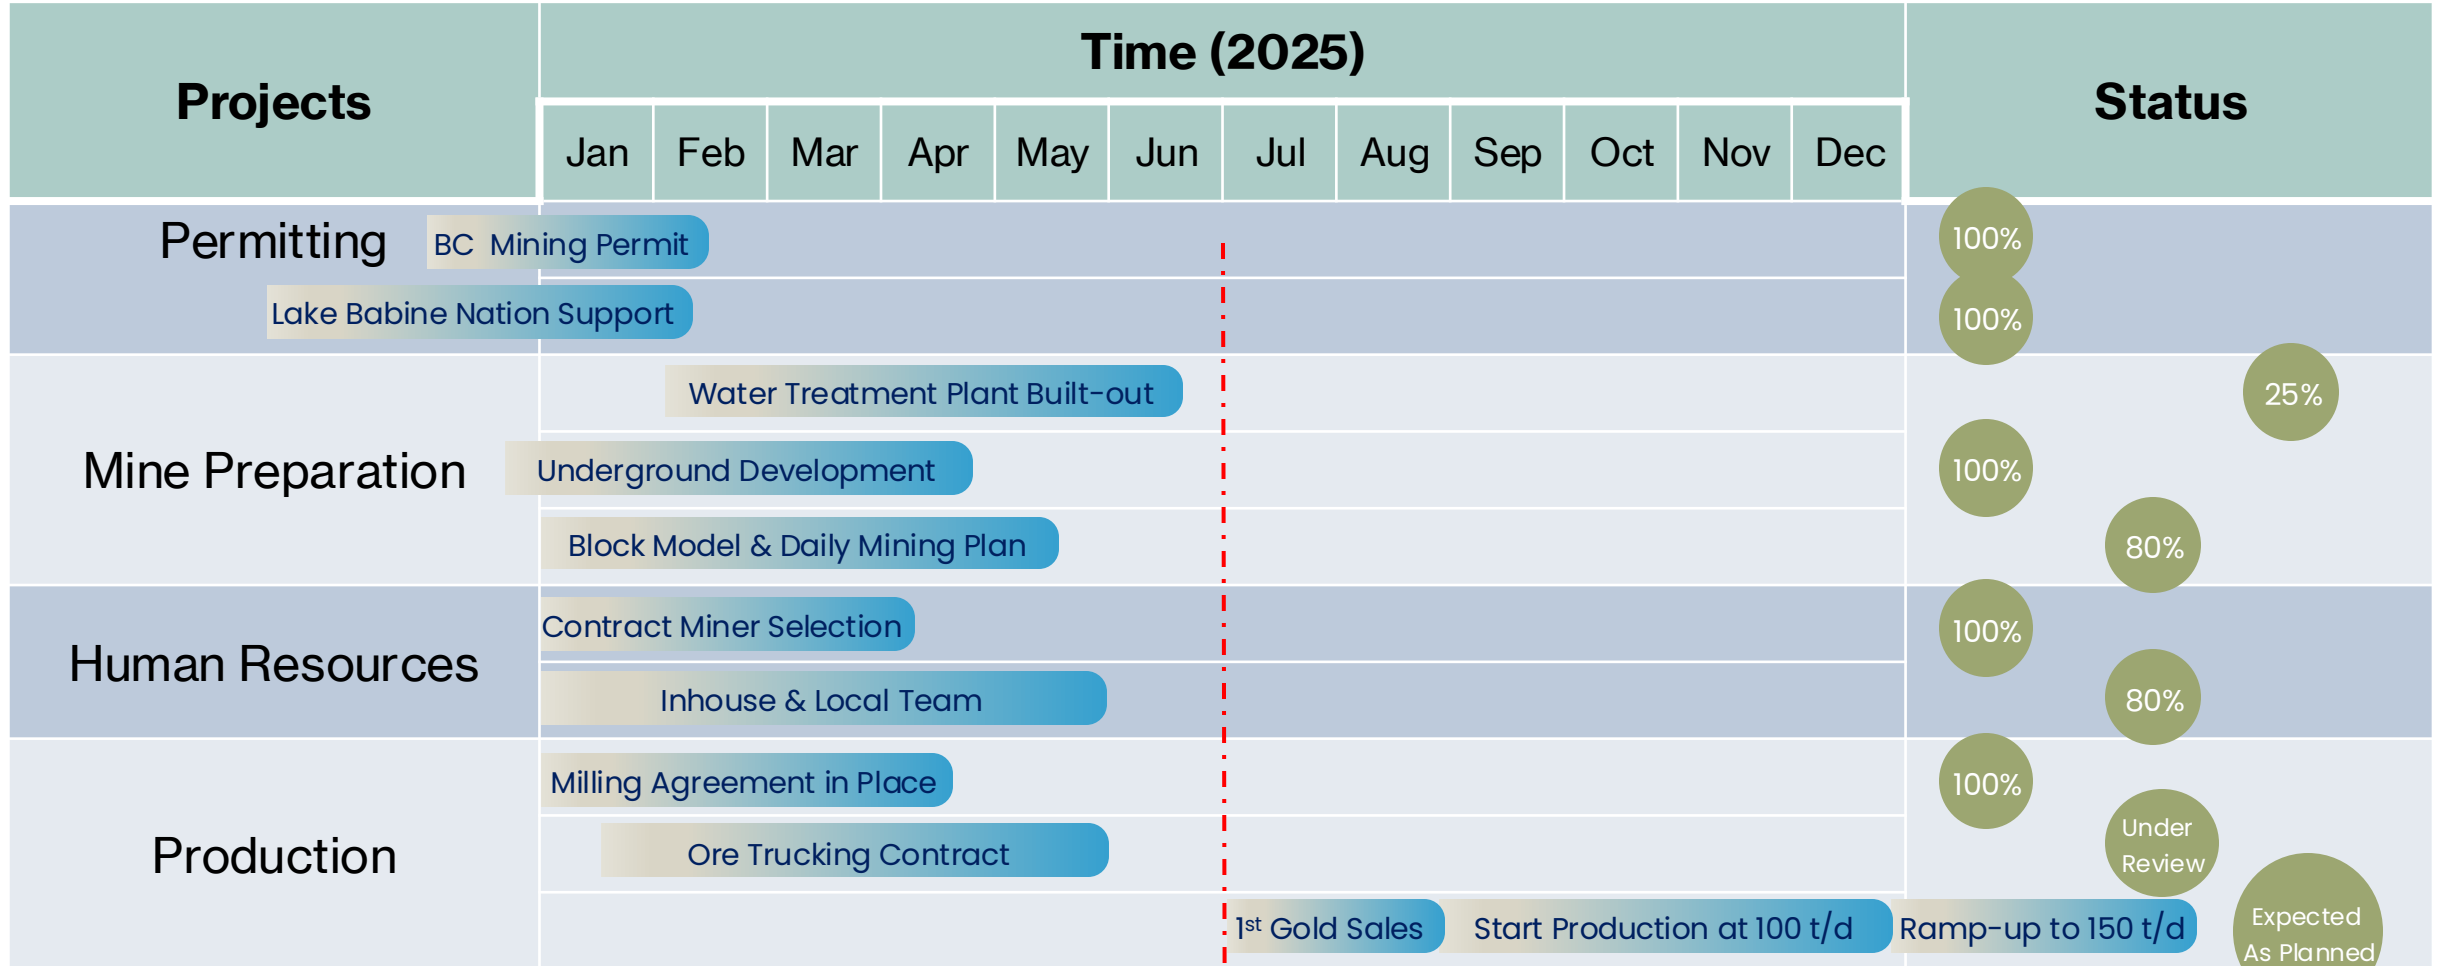 Projects
Time (2025)
Status
Jan Feb Mar Apr May Jun Jul Aug Sep Oct Nov Dec
Permitting
BC Mining Permit
100%
Lake Babine Nation Support
100%
Mine Preparation
Water Treatment Plant Built-out
25%
Underground Development
100%
Block Model & Daily Mining Plan
80%
Human Resources
Contract Miner Selection
100%
Inhouse & Local Team
80%
Production
Milling Agreement in Place
100%
Ore Trucking Contract
Under
Review
1st Gold Sales
Start Production at 100 t/d
Ramp-up to 150 t/d
Expected
As Planned